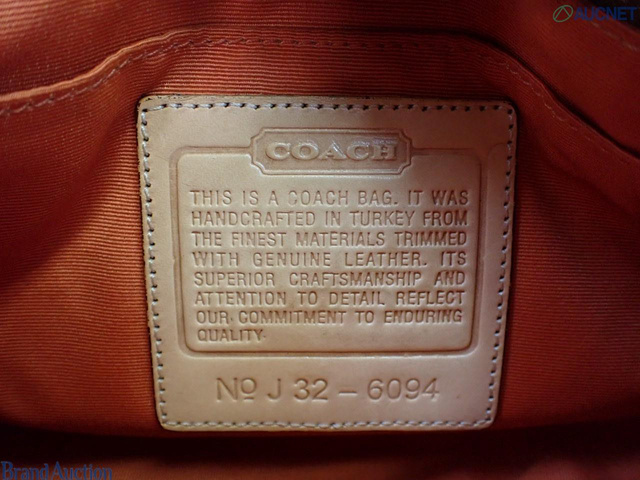 AUCNET
COACH
THIS IS A COACH BAG. IT WAS
HANDCRAFTED IN TURKEY FROM
THE FINEST MATERIALS TRIMMED
WITH GENUINE LEATHER. ITS
SUPERIOR CRAFTSMANSHIP AND
ATTENTION TO DETAIL REFLECT
OUR COMMITMENT TO ENDURING
QUALITY.
Nº J 32 - 6094
BrandAuction